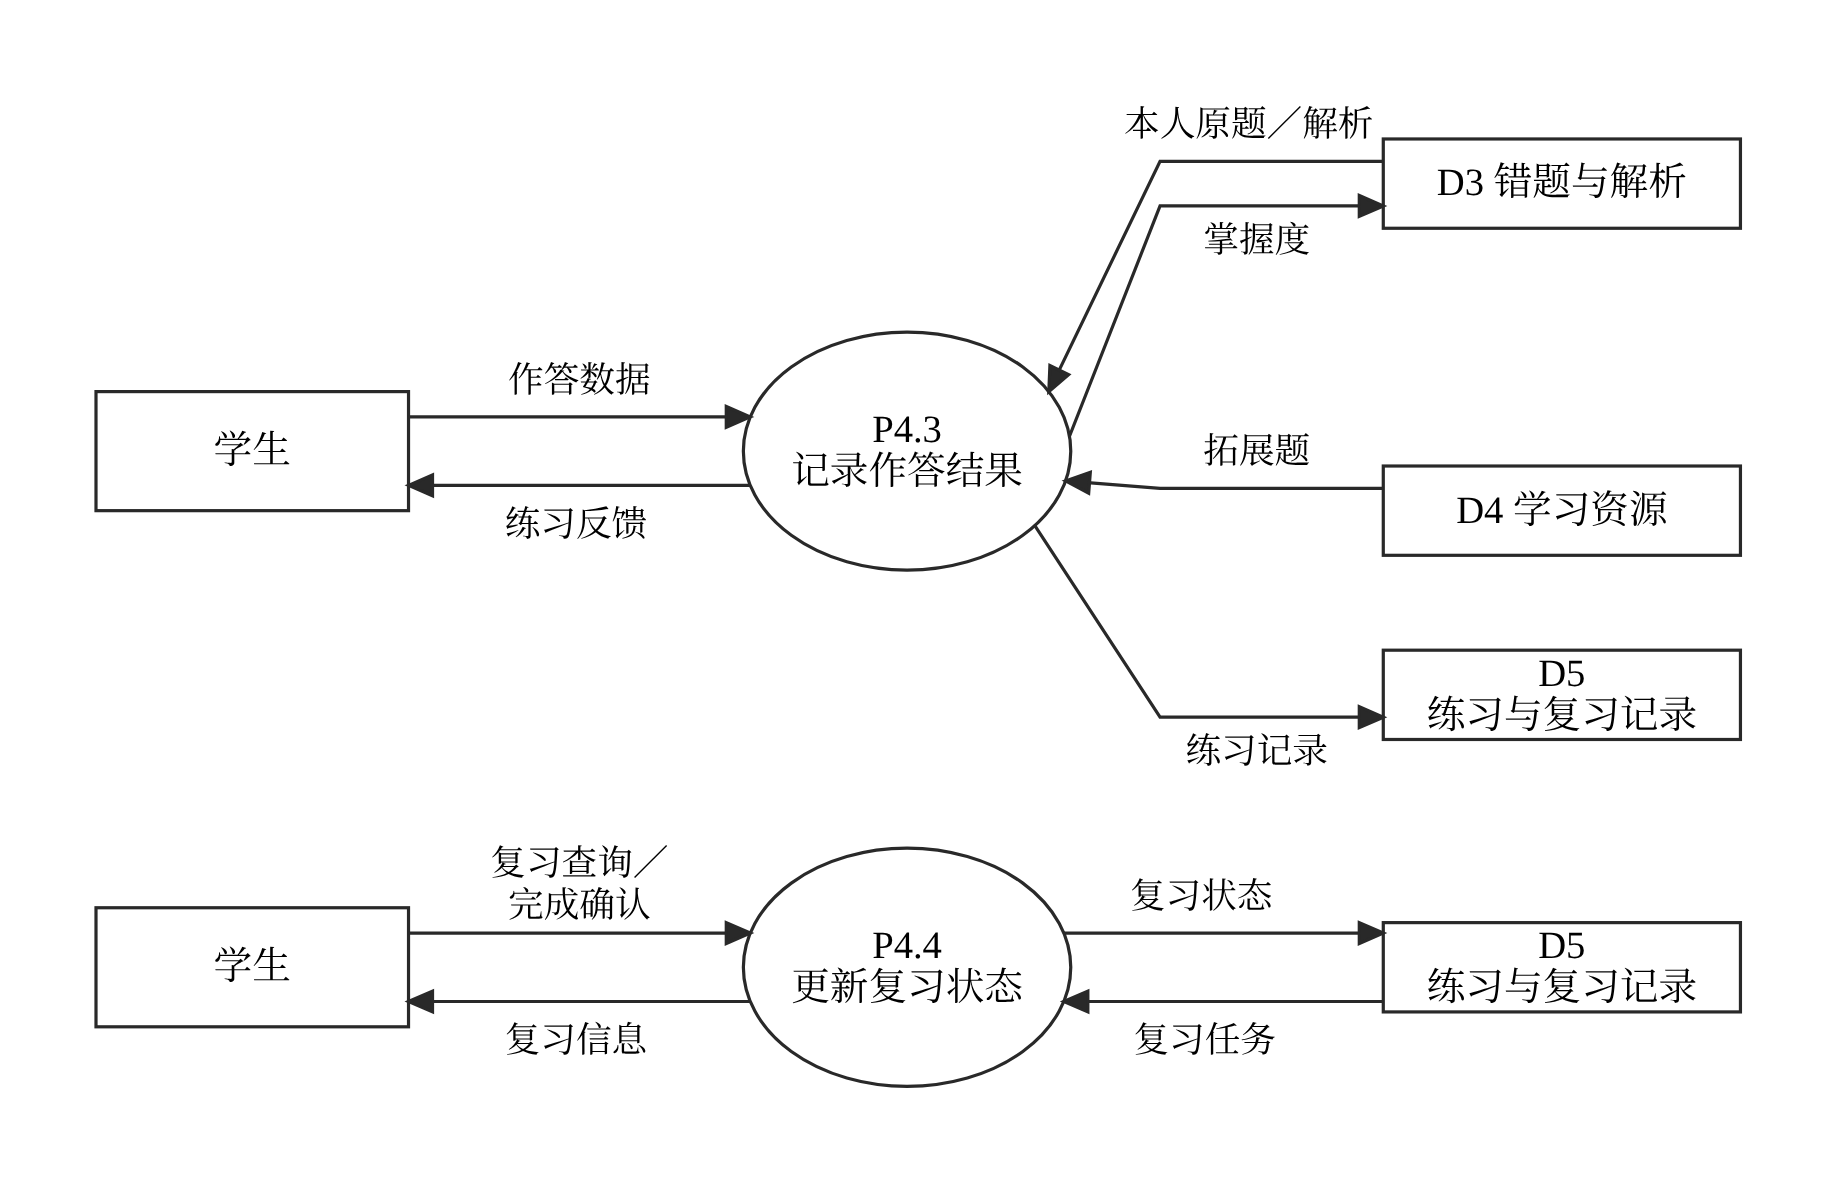 本人原题／解析
D3 错题与解析
掌握度
作答数据
学生
P4.3
记录作答结果
练习反馈
拓展题
D4 学习资源
D5
练习与复习记录
练习记录
复习查询／
完成确认
学生
P4.4
更新复习状态
复习信息
复习状态
D5
练习与复习记录
复习任务